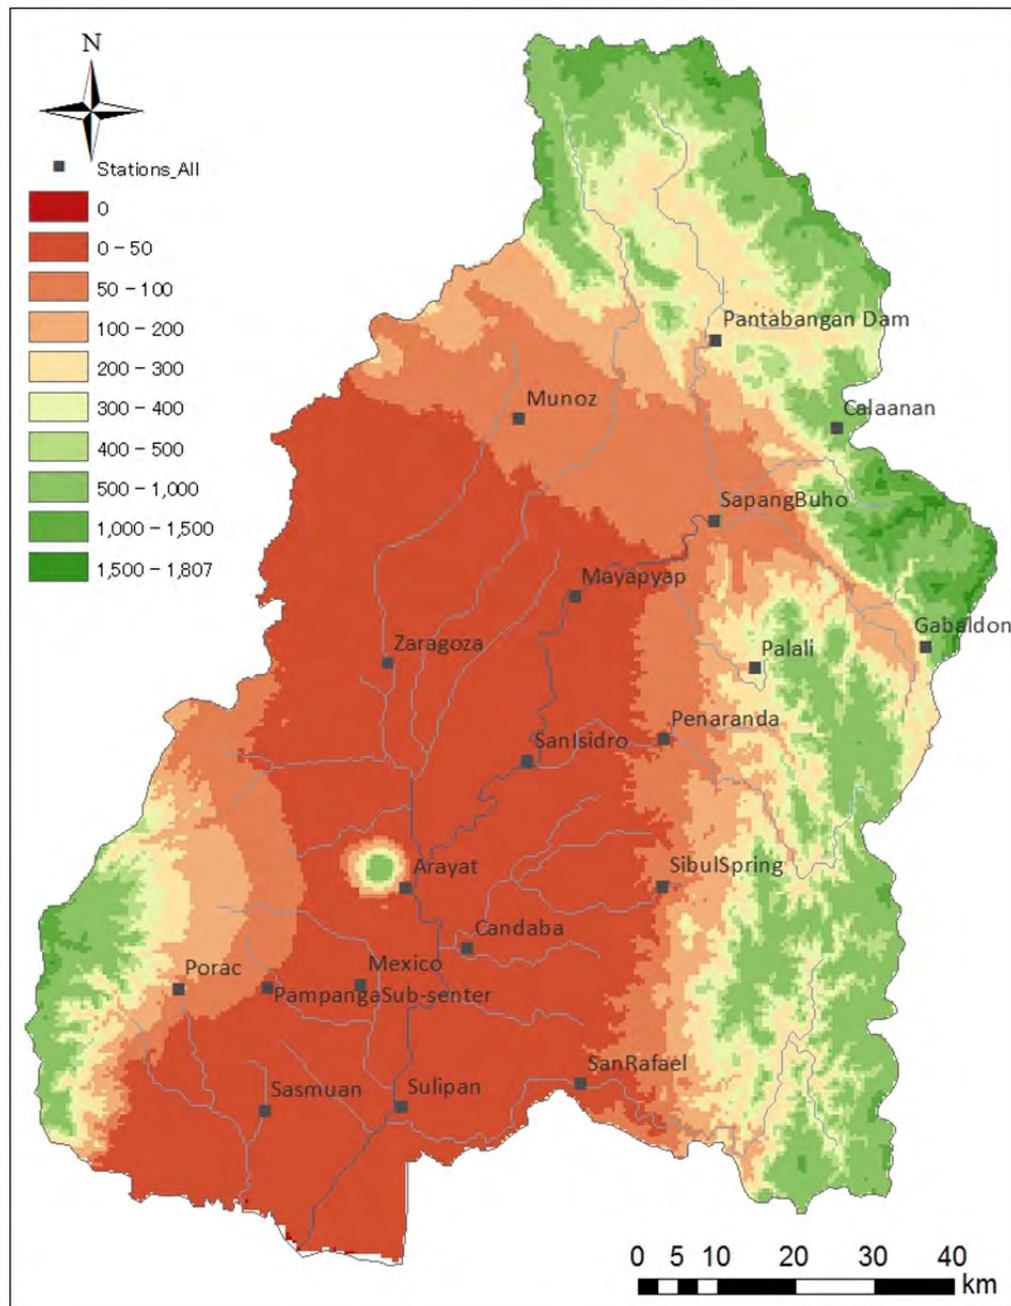 N
Stations_All
0
0 - 50
50 - 100
100 - 200
200 - 300
300 - 400
400 - 500
500 - 1,000
1,000 - 1,500
1,500 - 1,807
Pantabangan Dam
Munoz
Calaanan
SapangBuho
Mayapyap
Gabaldon
Zaragoza
Palali
Penaranda
SanIsidro
Arayat
SibulSpring
Candaba
Porac
Mexico
PampangaSub-senter
SanRafael
Sasmuan
Sulipan
0 5 10 20 30 40
km